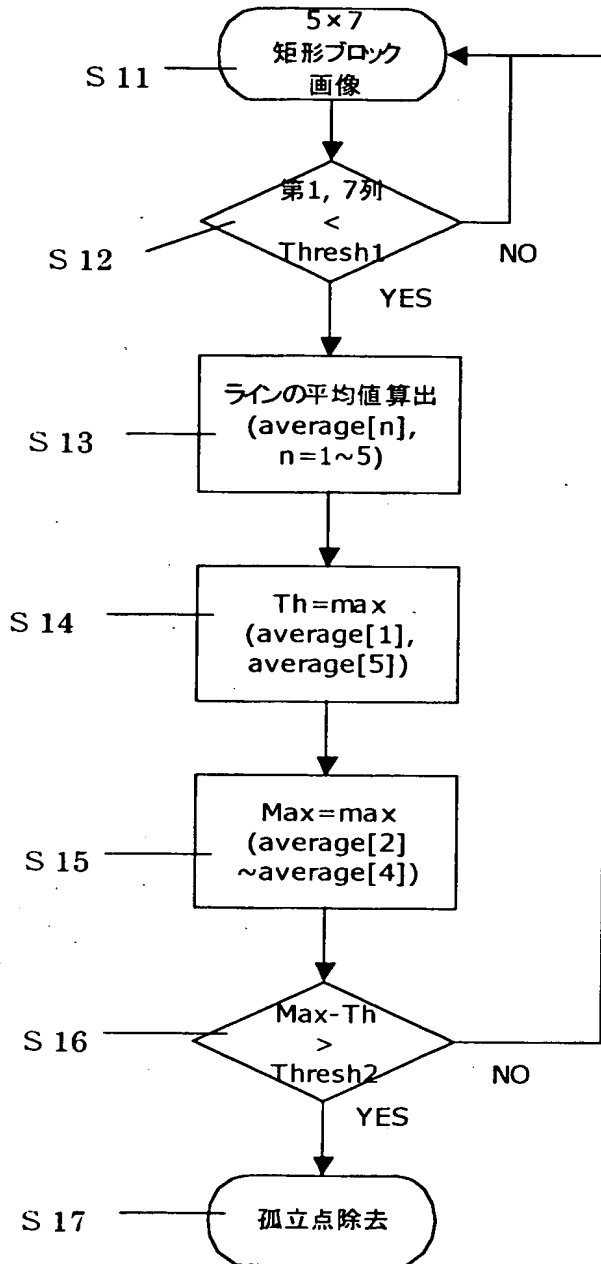 5×7
矩形ブロック
画像
S 11
第1, 7列
<
Thresh1
S 12
NO
YES
ラインの平均値算出
(average[n],
n=1~5)
S 13
Th=max
(average[1],
average[5])
S 14
Max=max
(average[2]
~average[4])
S 15
Max-Th
>
Thresh2
S 16
NO
YES
孤立点除去
S 17